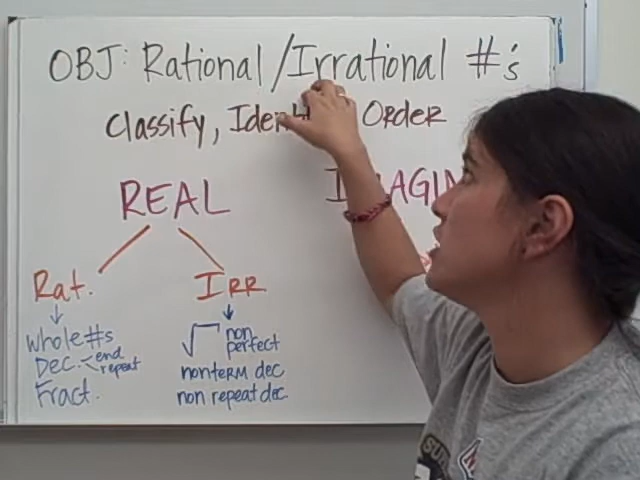 OBJ: Rational/Irrational #'s
Classify, Order
REAL
Rat. IRR
whole #s
Dec. end repeat
Fract.
√ non perfect
nonterm dec
non repeat dec